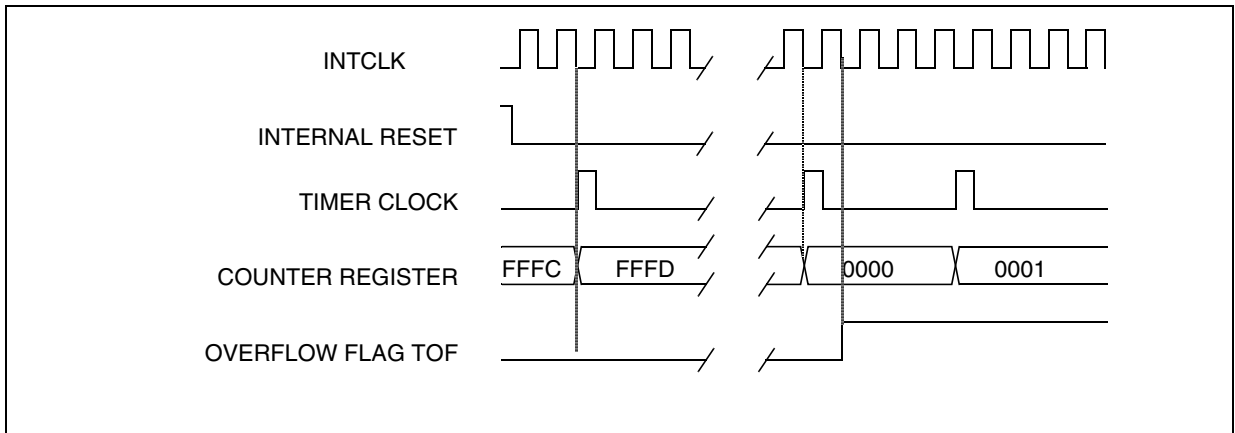 INTCLK
INTERNAL RESET
TIMER CLOCK
COUNTER REGISTER FFFC FFFD 0000 0001
OVERFLOW FLAG TOF